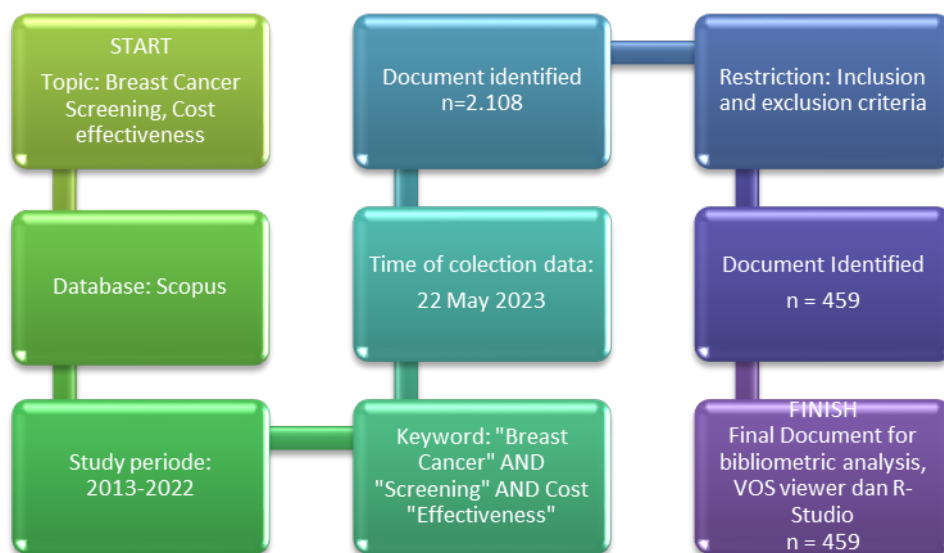 START
Topic: Breast Cancer
Screening, Cost
effectiveness
Database: Scopus
Study periode:
2013-2022
Keyword: "Breast
Cancer" AND
"Screening" AND Cost
"Effectiveness"
Time of colection data:
22 May 2023
Document identified
n=2.108
Restriction: Inclusion
and exclusion criteria
Document Identified
n = 459
FINISH
Final Document for
bibliometric analysis,
VOS viewer dan R-
Studio
n = 459